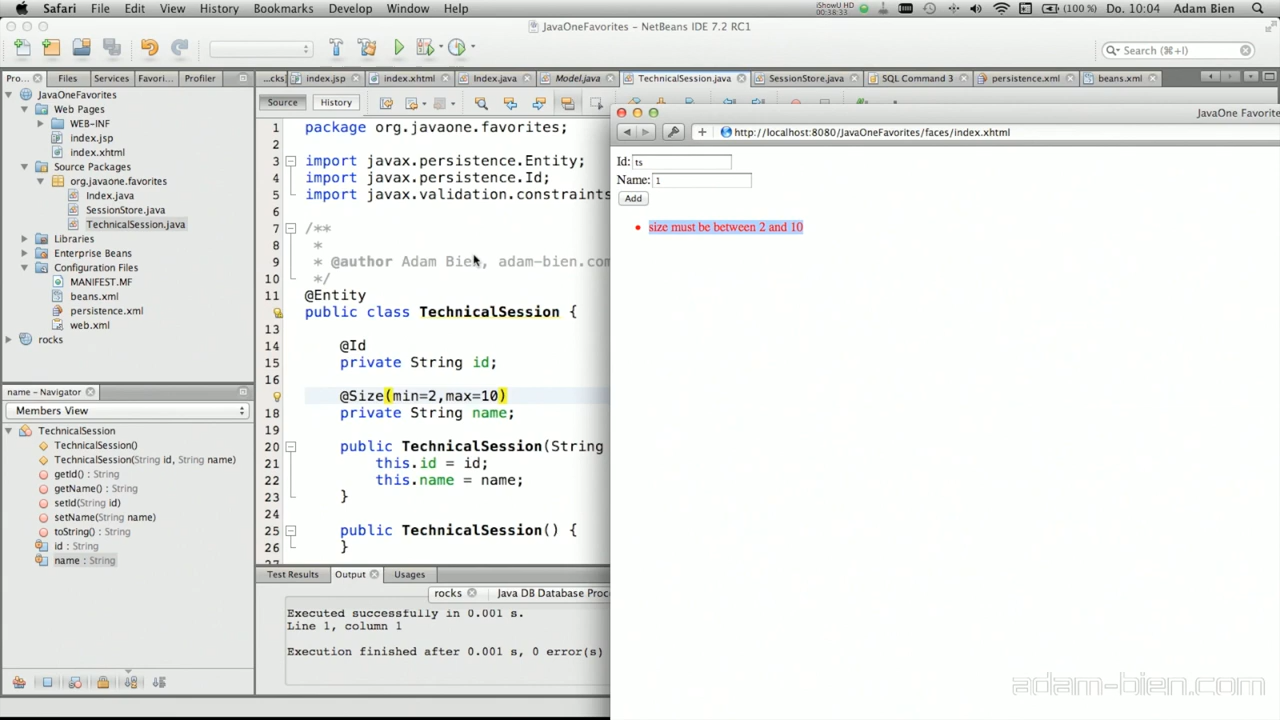 Safari File Edit View History Bookmarks Develop Window Help
iShowU HD
00:38:33
(100 %) Do. 10:04 Adam Bien
JavaOneFavorites – NetBeans IDE 7.2 RC1
Search (⌘+I)
Pro... Files Services Favori... Profiler
...cks index.jsp index.xhtml Index.java Model.java TechnicalSession.java SessionStore.java SQL Command 3 persistence.xml beans.xml
Source History
JavaOneFavorites
Web Pages
WEB-INF
index.jsp
index.xhtml
Source Packages
org.javaone.favorites
Index.java
SessionStore.java
TechnicalSession.java
Libraries
Enterprise Beans
Configuration Files
MANIFEST.MF
beans.xml
persistence.xml
web.xml
rocks
name - Navigator
Members View
TechnicalSession
TechnicalSession()
TechnicalSession(String id, String name)
getId() : String
getName() : String
setId(String id)
setName(String name)
toString() : String
id : String
name : String
1 package org.javaone.favorites;
2
3 import javax.persistence.Entity;
4 import javax.persistence.Id;
5 import javax.validation.constraints
6
7 /**
8 *
9 * @author Adam Bien, adam-bien.com
10 */
11 @Entity
public class TechnicalSession {
13
14 @Id
15 private String id;
16
@Size(min=2,max=10)
18 private String name;
19
20 public TechnicalSession(String
21 this.id = id;
22 this.name = name;
23 }
24
25 public TechnicalSession() {
26 }
Test Results Output Usages
rocks Java DB Database Proc
Executed successfully in 0.001 s.
Line 1, column 1
Execution finished after 0.001 s, 0 error(s)
JavaOne Favorite
http://localhost:8080/JavaOneFavorites/faces/index.xhtml
Id: ts
Name: 1
Add
• size must be between 2 and 10
adam-bien.com